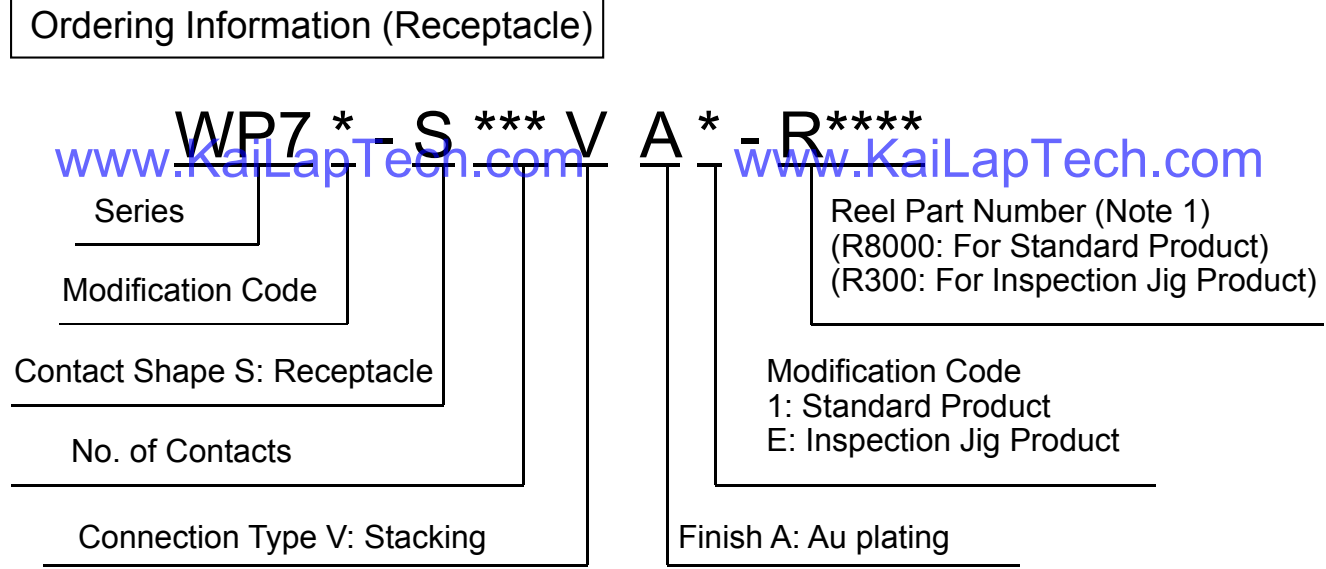 Ordering Information (Receptacle)
WP7 * - S *** V A * - R****
www.KaiLapTech.com www.KaiLapTech.com
Series
Reel Part Number (Note 1)
(R8000: For Standard Product)
(R300: For Inspection Jig Product)
Modification Code
Contact Shape S: Receptacle
Modification Code
1: Standard Product
E: Inspection Jig Product
No. of Contacts
Connection Type V: Stacking
Finish A: Au plating